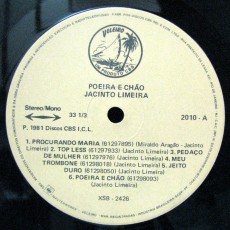 POEIRA E CHÃO
JACINTO LIMEIRA
Stereo/Mono
33 1/3
2010 - A
P. 1981 Discos CBS I.C.L.
1. PROCURANDO MARIA (61297895) (Miraldo Aragão - Jacinto
Limeira) 2. TOP LESS (61297933) (Jacinto Limeira) 3. PEDAÇO
DE MULHER (61297976) (Jacinto Limeira) 4. MEU
TROMBONE (61298018) (Jacinto Limeira) 5. JEITO
OURO (61298050) (Jacinto Limeira)
6. POEIRA E CHÃO (61298093)
(Jacinto Limeira)
XSB - 2426